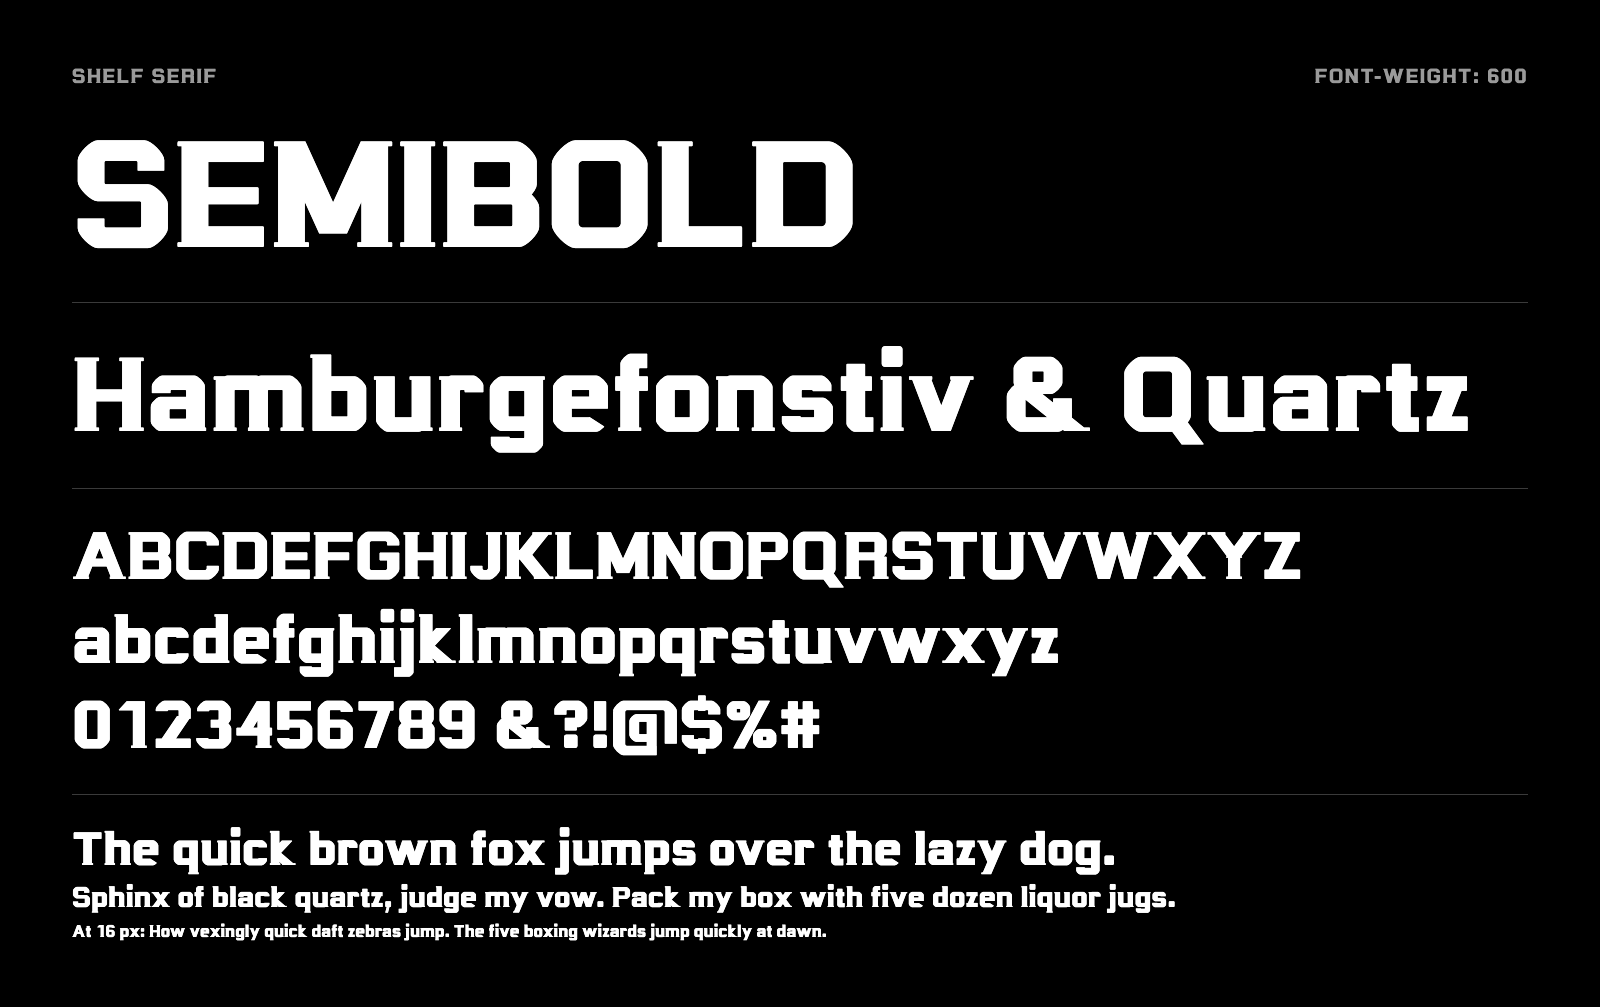 SHELF SERIF
FONT-WEIGHT: 600
SEMIBOLD
Hamburgefonstiv & Quartz
ABCDEFGHIJKLMNOPQRSTUVWXYZ
abcdefghijklmnopqrstuvwxyz
0123456789 &?!@$%#
The quick brown fox jumps over the lazy dog.
Sphinx of black quartz, judge my vow. Pack my box with five dozen liquor jugs.
At 16 px: How vexingly quick daft zebras jump. The five boxing wizards jump quickly at dawn.